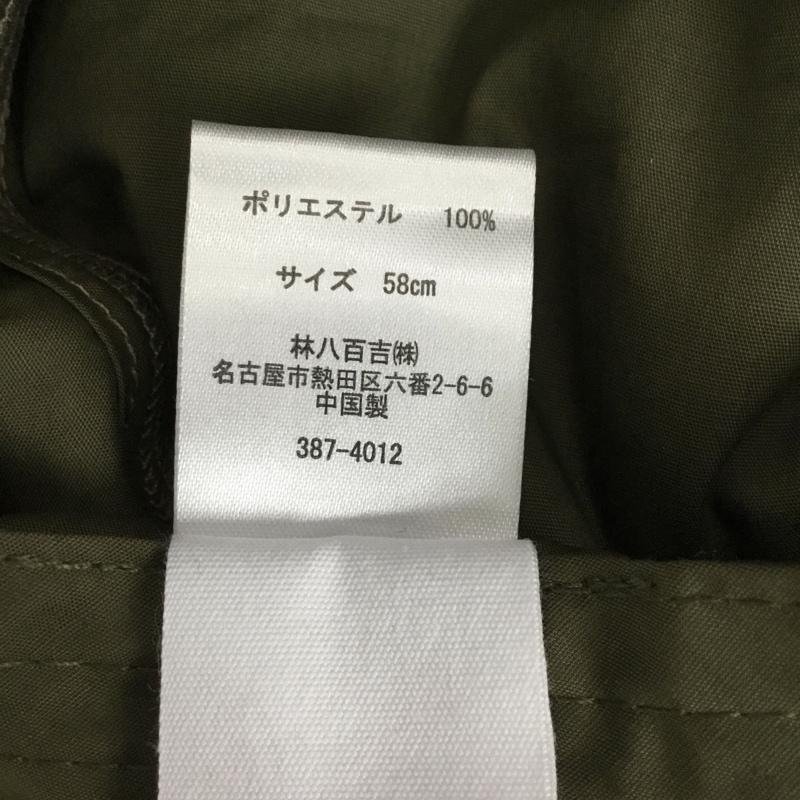 ポリエステル 100%
サイズ 58cm
林八百吉㈱
名古屋市熱田区六番2-6-6
中国製
387-4012